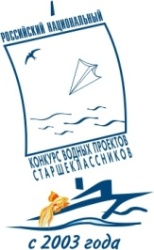 РОССИЙСКИЙ НАЦИОНАЛЬНЫЙ
КОНКУРС ВОДНЫХ ПРОЕКТОВ
СТАРШЕКЛАССНИКОВ
с 2003 года